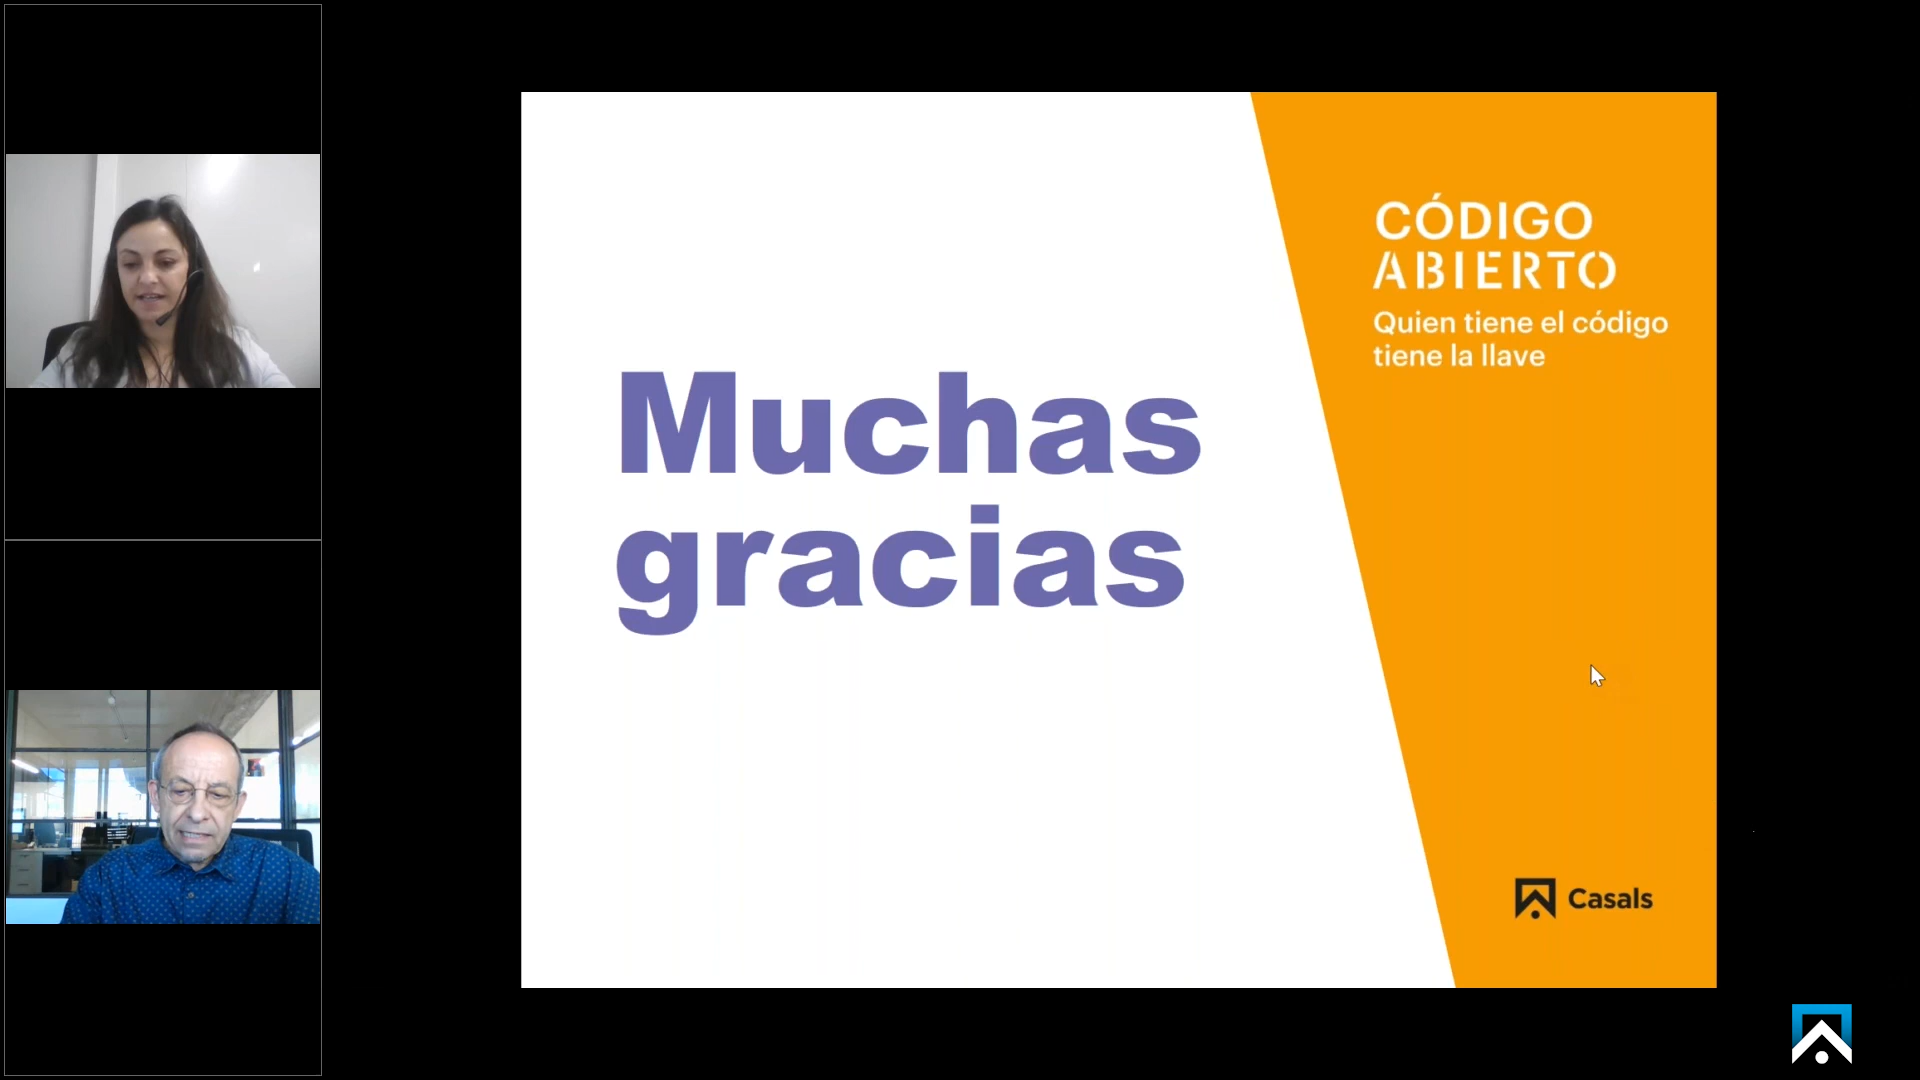 Muchas
gracias
CÓDIGO
ABIERTO
Quien tiene el código
tiene la llave
Casals